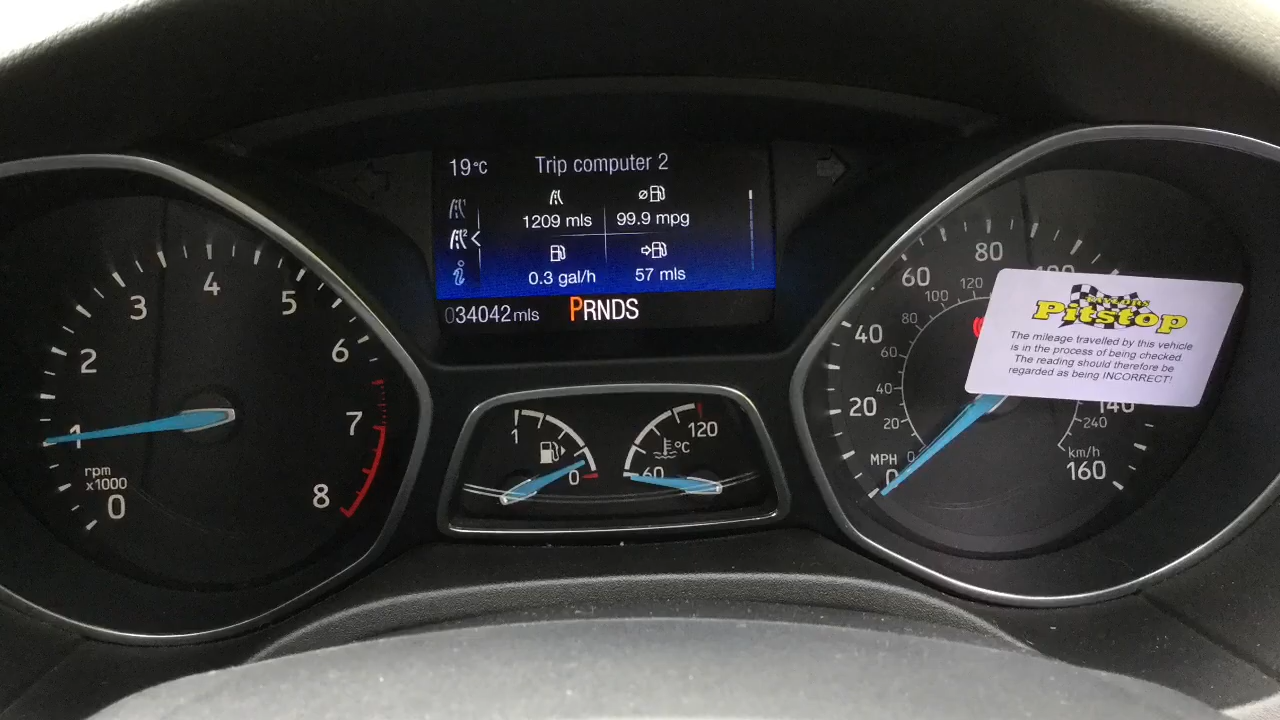 19°C Trip computer 2
1209 mls 99.9 mpg
0.3 gal/h 57 mls
034042 mls PRNDS
0 1 2 3 4 5 6 7 8
rpm
x1000
1 0
60 120
°C
0 20 40 60 80 100 140 160
MPH
0 20 40 60 80 100 120 240
km/h
TAYLORS
Pitstop
The mileage travelled by this vehicle
is in the process of being checked.
The reading should therefore be
regarded as being INCORRECT!